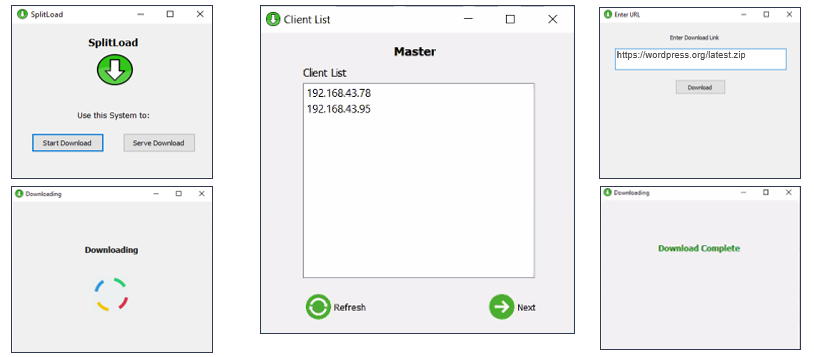 SplitLoad
SplitLoad
Use this System to:
Start Download
Serve Download
Client List
Master
Client List
192.168.43.78
192.168.43.95
Refresh
Next
Enter URL
Enter Download Link
https://wordpress.org/latest.zip
Download
Downloading
Downloading
Downloading
Download Complete